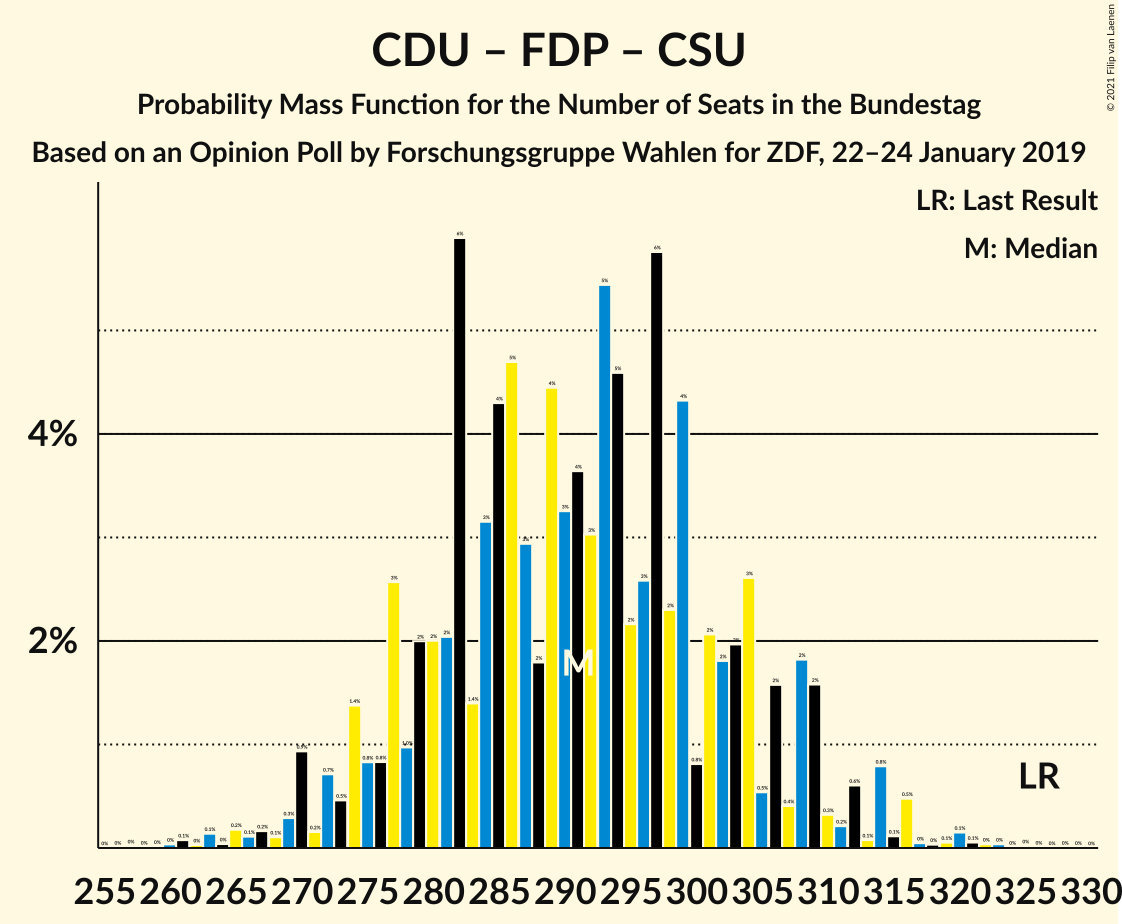 CDU – FDP – CSU
Probability Mass Function for the Number of Seats in the Bundestag
Based on an Opinion Poll by Forschungsgruppe Wahlen for ZDF, 22–24 January 2019
© 2021 Filip van Laenen
LR: Last Result
M: Median
4%
2%
M
LR
255 260 265 270 275 280 285 290 295 300 305 310 315 320 325 330